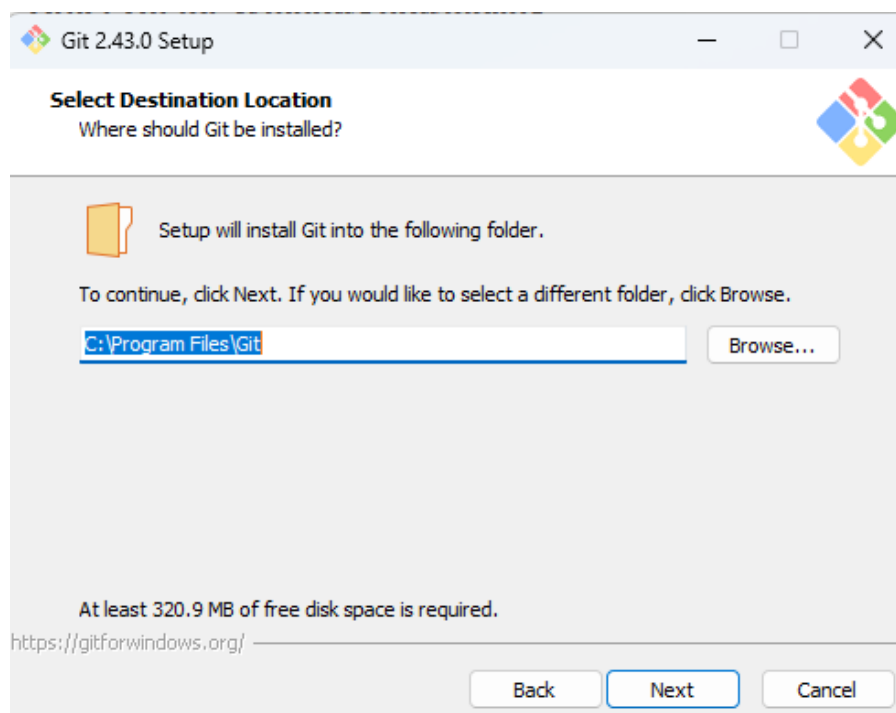 Git 2.43.0 Setup
Select Destination Location
Where should Git be installed?
Setup will install Git into the following folder.
To continue, click Next. If you would like to select a different folder, click Browse.
C:\Program Files\Git
Browse...
At least 320.9 MB of free disk space is required.
https://gitforwindows.org/
Back
Next
Cancel